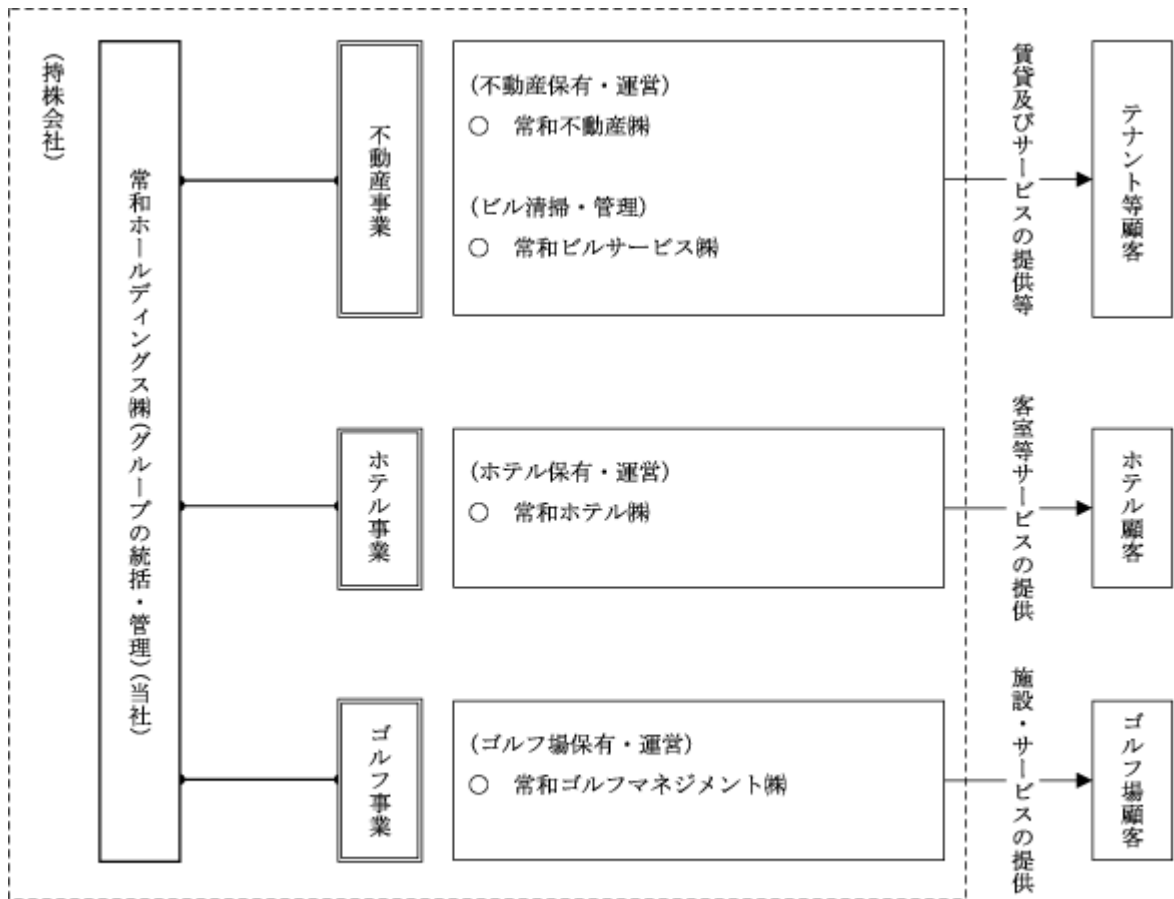 (持株会社)
常和ホールディングス㈱(グループの統括・管理)(当社)
不動産事業
(不動産保有・運営)
○ 常和不動産㈱
(ビル清掃・管理)
○ 常和ビルサービス㈱
賃貸及びサービスの提供等
テナント等顧客
ホテル事業
(ホテル保有・運営)
○ 常和ホテル㈱
客室等サービスの提供
ホテル顧客
ゴルフ事業
(ゴルフ場保有・運営)
○ 常和ゴルフマネジメント㈱
施設・サービスの提供
ゴルフ場顧客